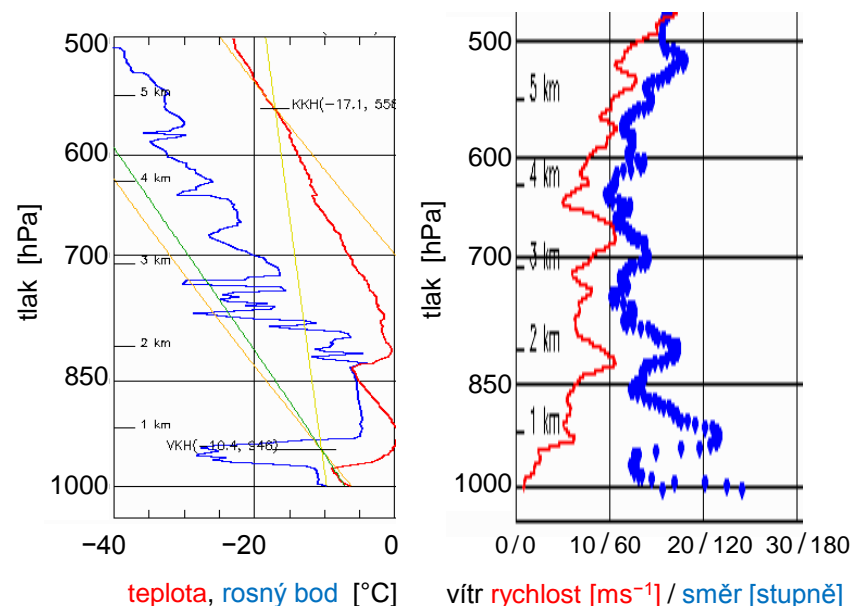 500
600
700
850
1000
tlak [hPa]
5 km
4 km
3 km
2 km
1 km
KKH(−17.1, 558
VKH(−10.4, 946)
−40
−20
0
teplota, rosný bod [°C]
500
600
700
850
1000
tlak [hPa]
5 km
4 km
3 km
2 km
1 km
0/0
10/60
20/120
30/180
vítr rychlost [ms−1] / směr [stupně]